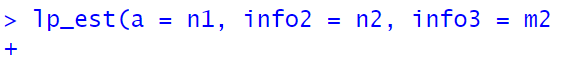 > lp_est(a = n1, info2 = n2, info3 = m2
+